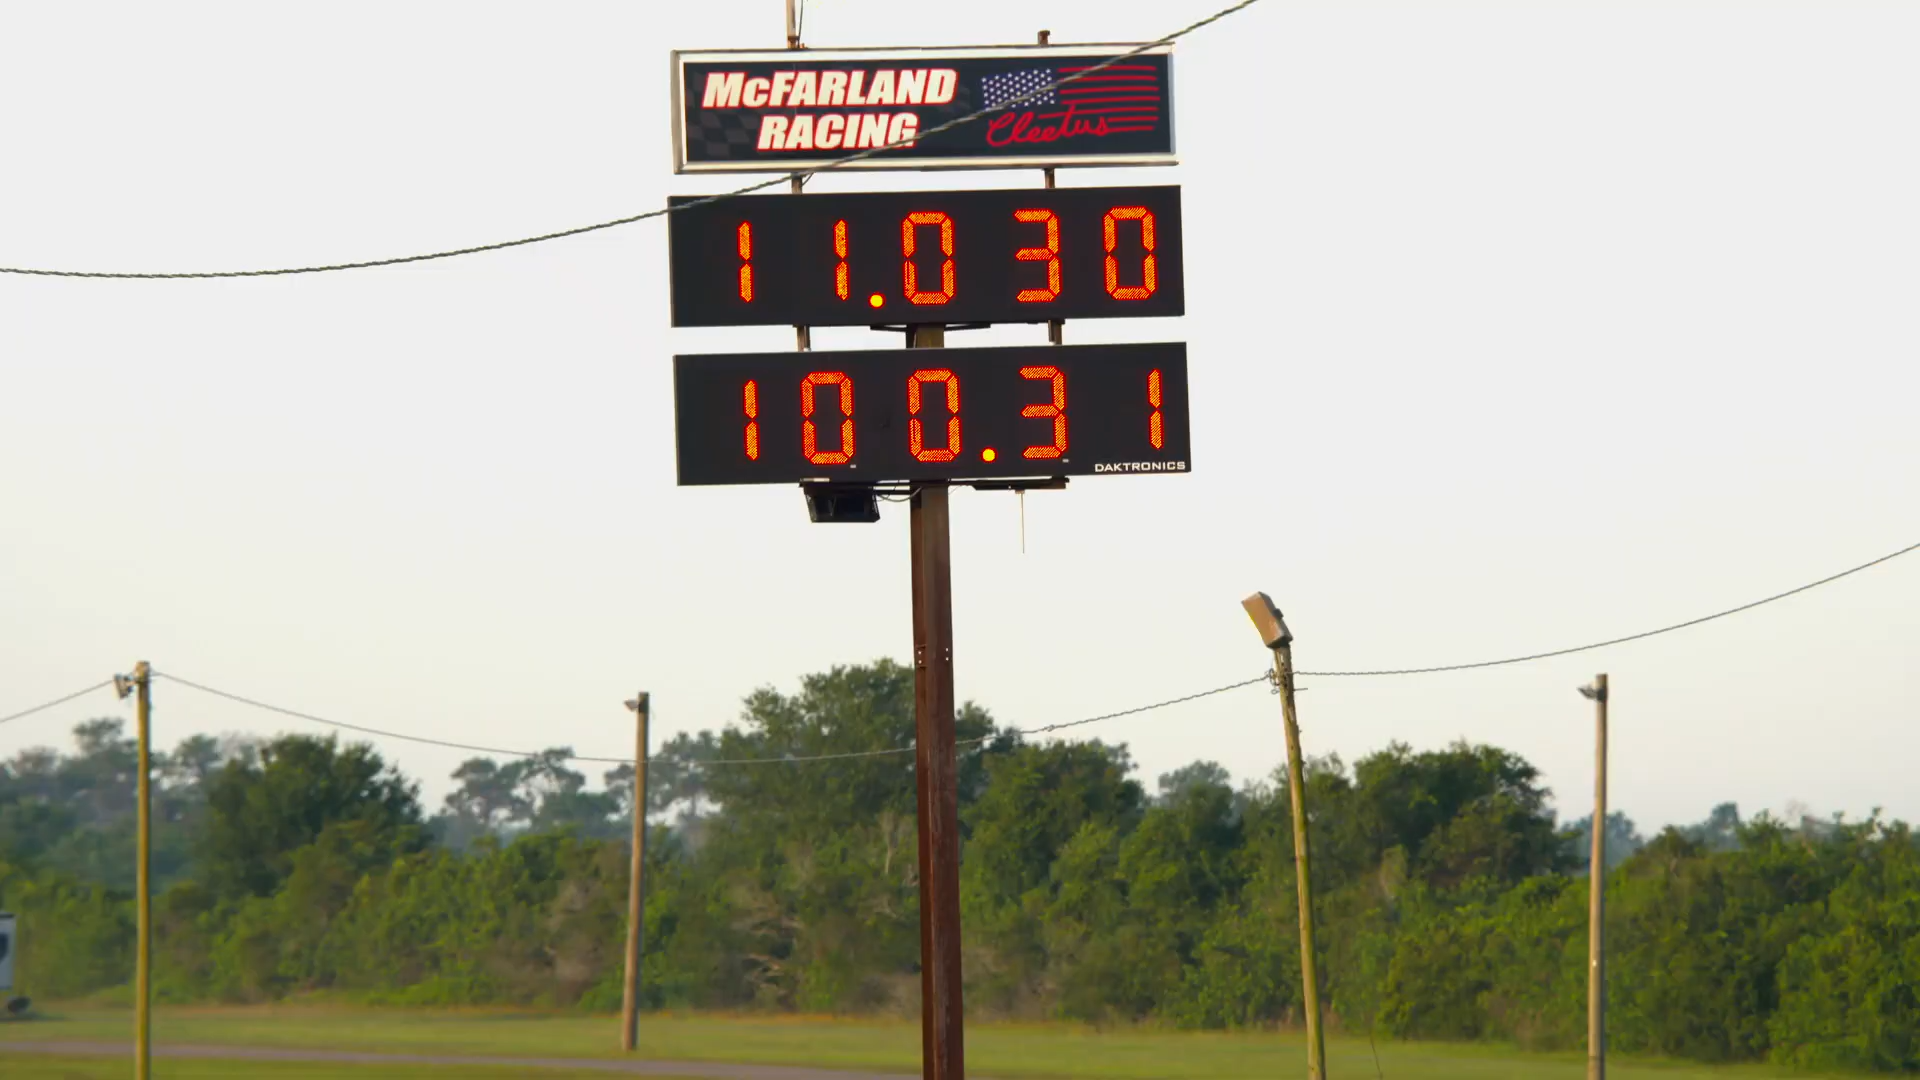 McFARLAND
RACING
Cleetus
11.030
100.31
DAKTRONICS